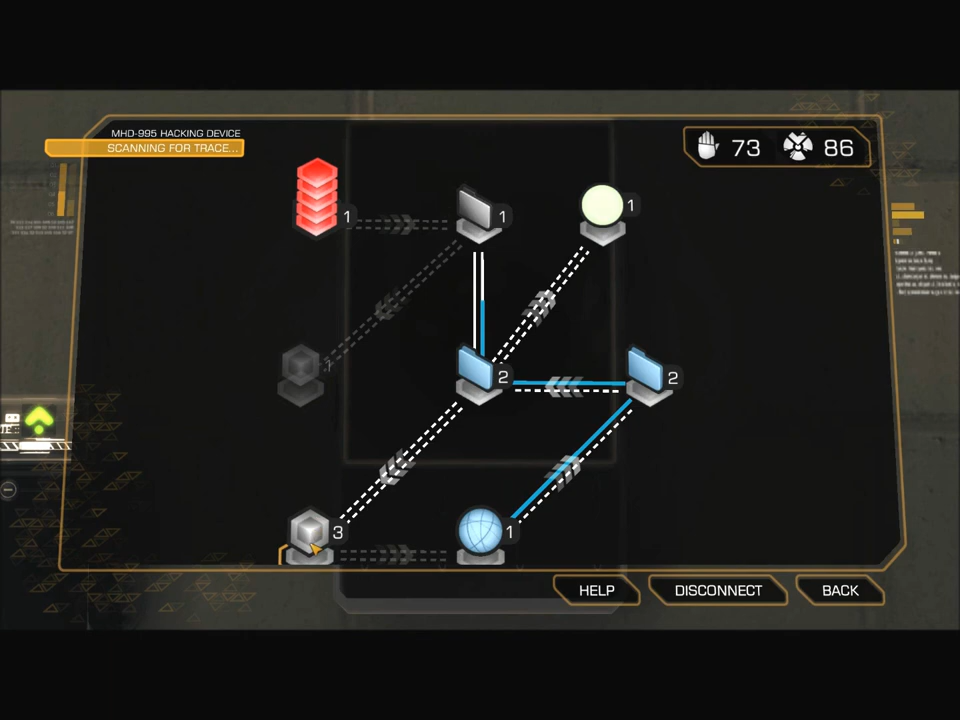 MHD-995 HACKING DEVICE
SCANNING FOR TRACE...
73
86
1
1
1
2
2
3
1
HELP
DISCONNECT
BACK